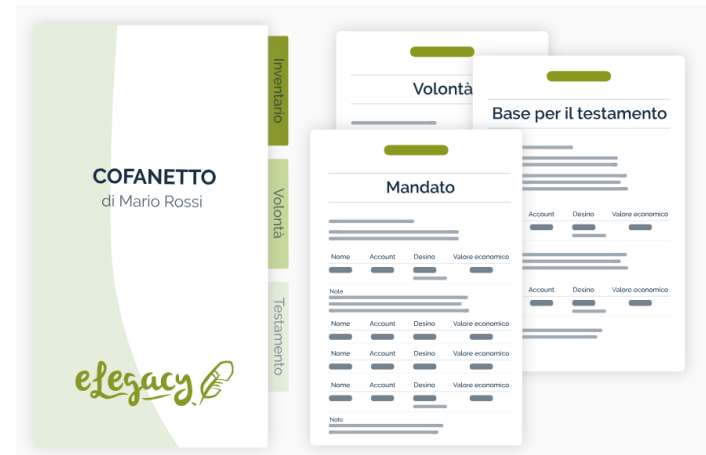 COFANETTO
di Mario Rossi
eLegacy
Inventario
Volontà
Testamento
Volontà
Base per il testamento
Account Desino Valore economico
Account Desino Valore economico
Mandato
Nome Account Desino Valore economico
Note
Nome Account Desino Valore economico
Nome Account Desino Valore economico
Nome Account Desino Valore economico
Note